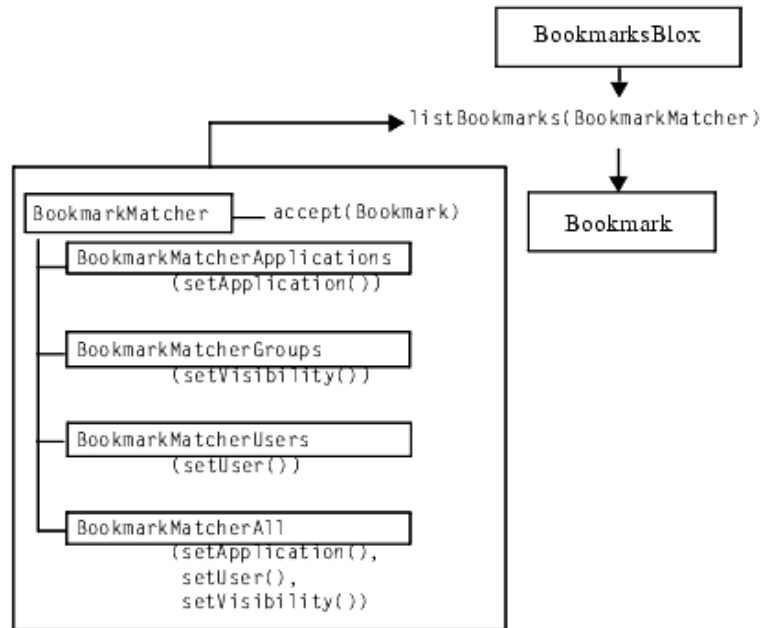 BookmarksBlox
listBookmarks(BookmarkMatcher)
Bookmark
BookmarkMatcher
accept(Bookmark)
BookmarkMatcherApplications
(setApplication())
BookmarkMatcherGroups
(setVisibility())
BookmarkMatcherUsers
(setUser())
BookmarkMatcherAll
(setApplication(),
setUser(),
setVisibility())